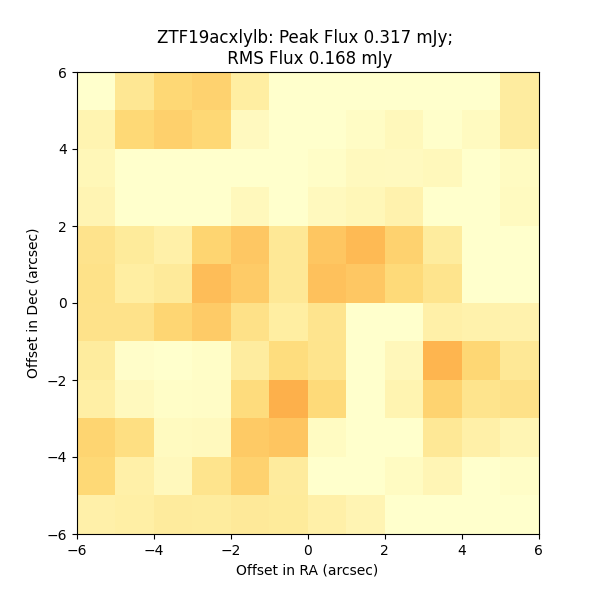 ZTF19acxlylb: Peak Flux 0.317 mJy;
RMS Flux 0.168 mJy
6
4
2
0
−2
−4
−6
Offset in Dec (arcsec)
−6 −4 −2 0 2 4 6
Offset in RA (arcsec)